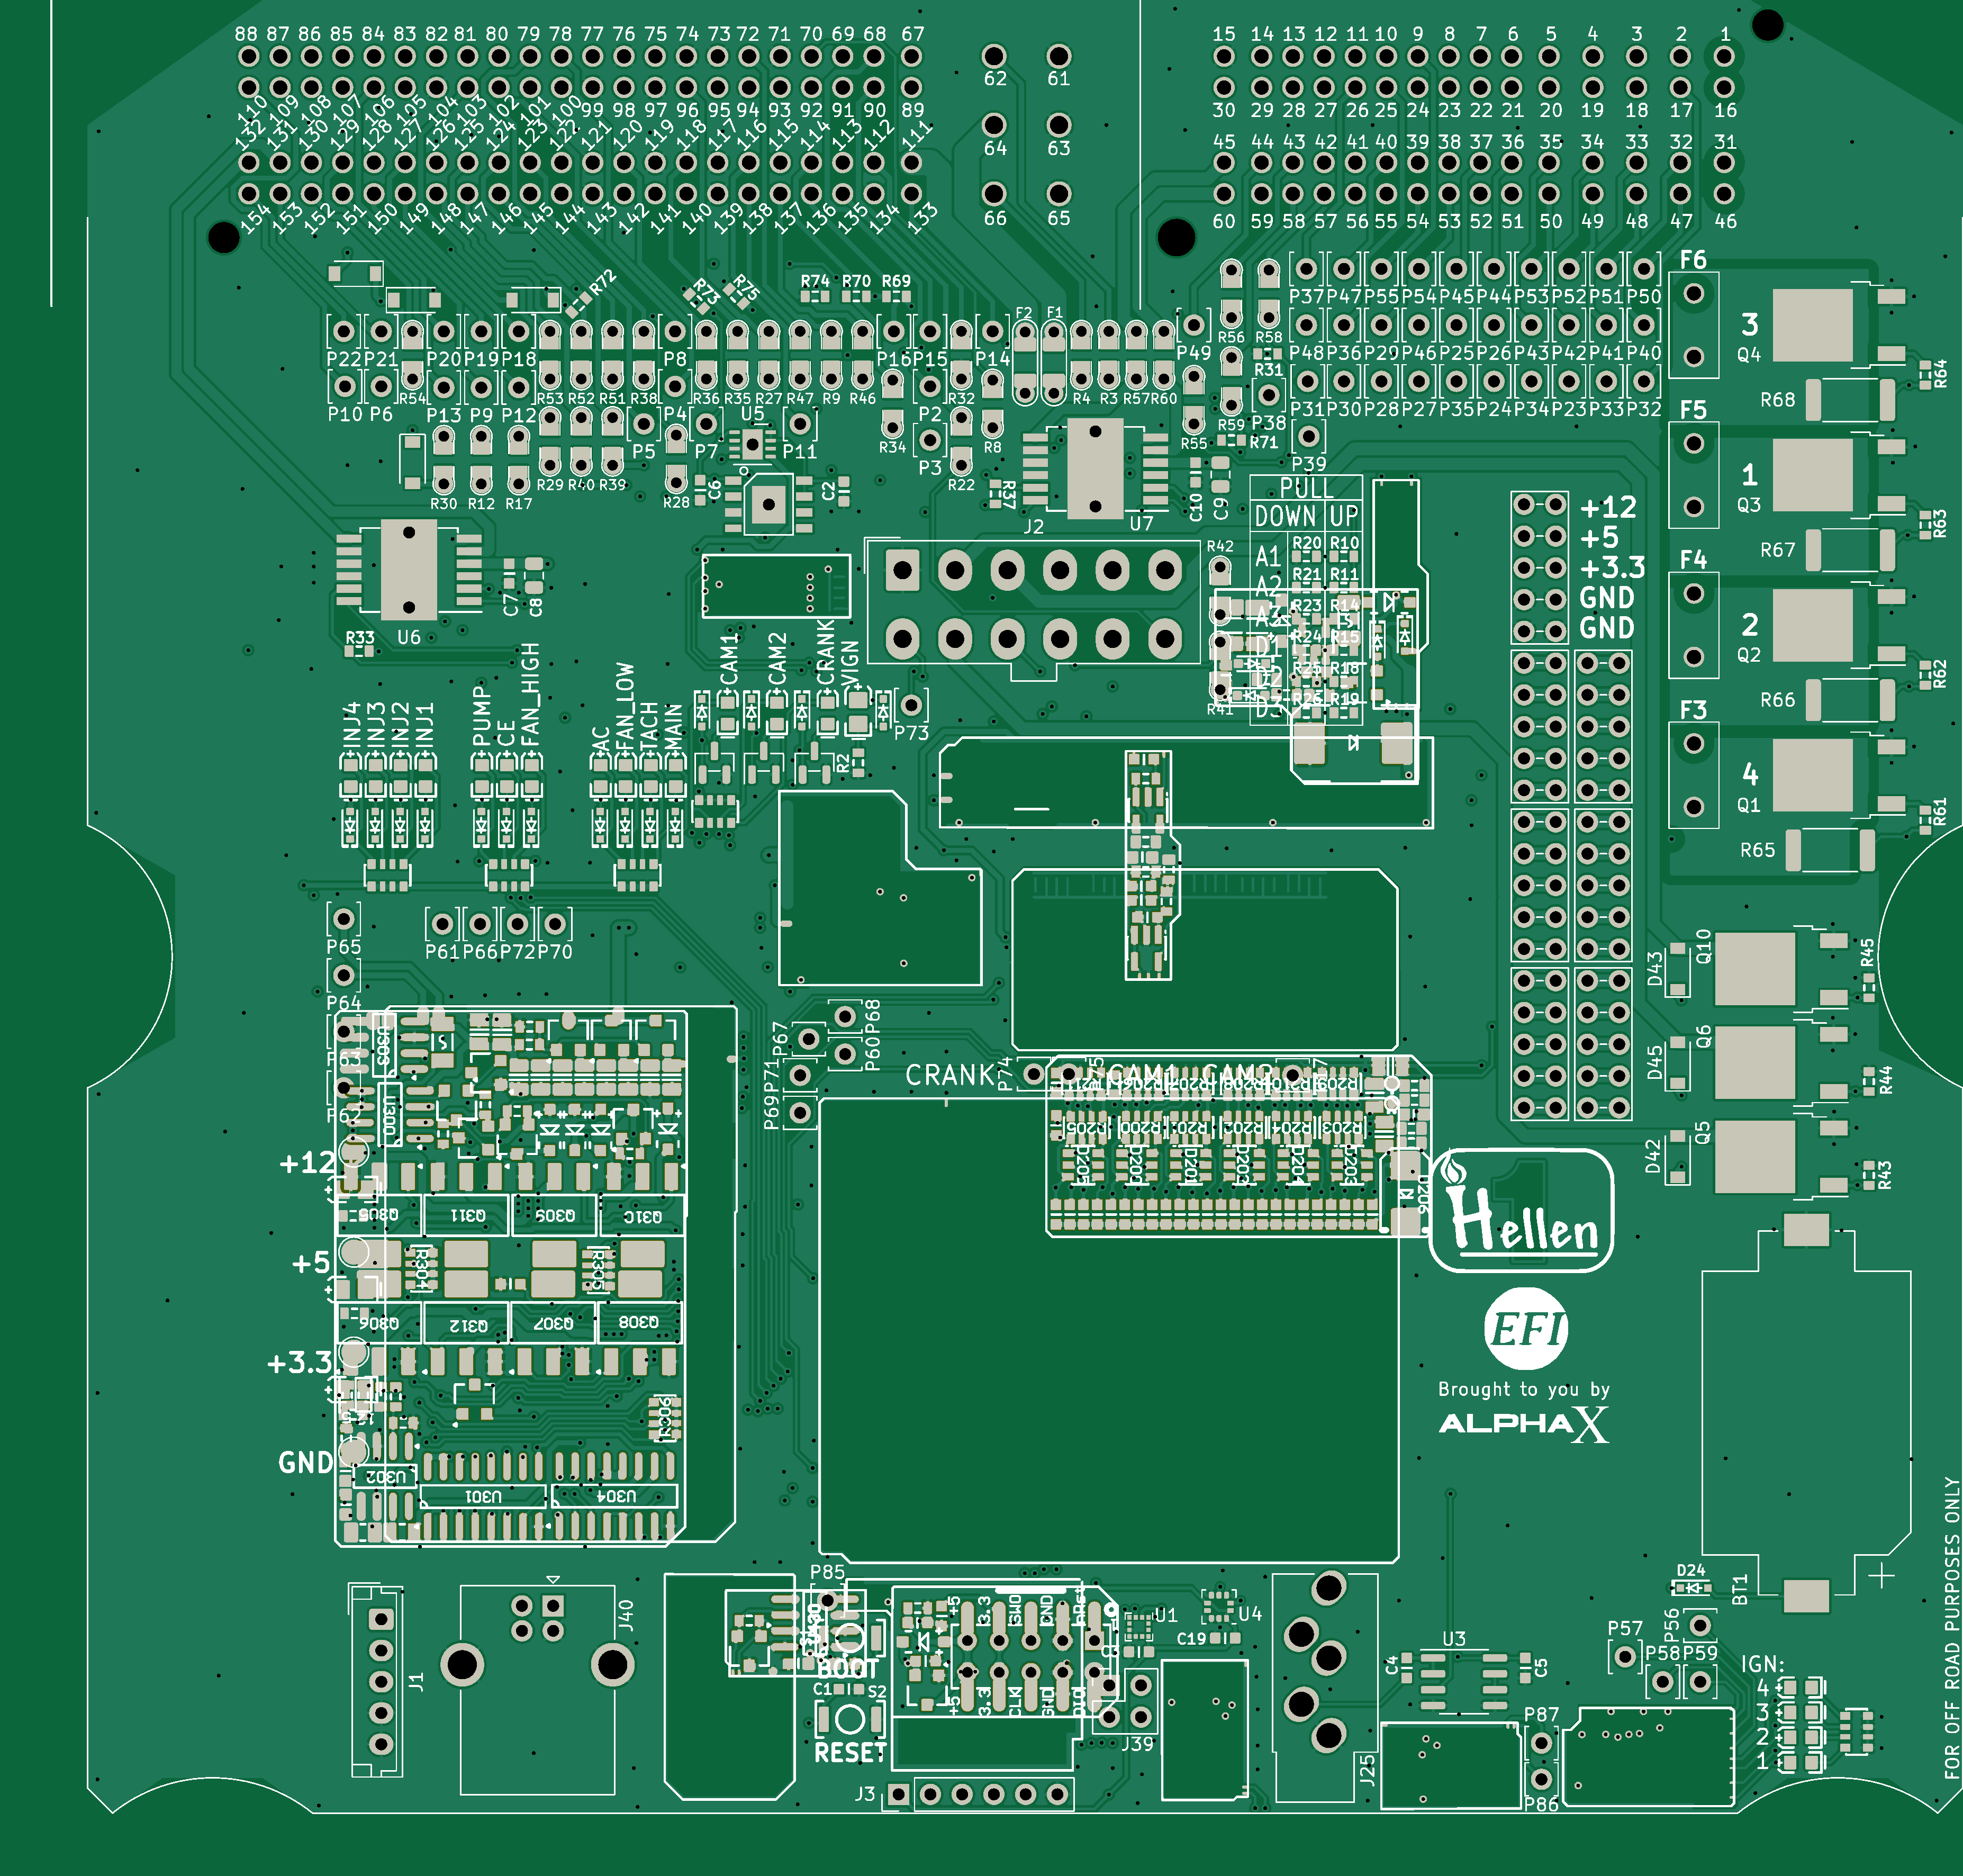 88 87 86 85 84 83 82 81 80 79 78 77 76 75 74 73 72 71 70 69 68 67
62 61
15 14 13 12 11 10 9 8 7 6 5 4 3 2 1
110 109 108 107 106 105 104 103 102 101 100 99 98 97 96 95 94 93 92 91 90 89
30 29 28 27 26 25 24 23 22 21 20 19 18 17 16
132 131 130 129 128 127 126 125 124 123 122 121 120 119 118 117 116 115 114 113 112 111
64 63
45 44 43 42 41 40 39 38 37 36 35 34 33 32 31
154 153 152 151 150 149 148 147 146 145 144 143 142 141 140 139 138 137 136 135 134 133
66 65
60 59 58 57 56 55 54 53 52 51 50 49 48 47 46
R72 R73 R75 R74 R70 R69
F2 F1
P37 P47 P55 P54 P45 P44 P53 P52 P51 P50
F6
3
Q4
R64
R68
P22 P21 P20 P19 P18 P8 P16 P15 P14 P49
R56 R58
P48 P36 P29 P46 P25 P26 P43 P42 P41 P40
R31
R54 R53 R52 R51 R38 R36 R35 R27 R47 R9 R46 R32 R4 R3 R57 R60
P10 P6 P13 P9 P12 P4 U5 P2
P38
P31 P30 P28 P27 P35 P24 P23 P34 P33 P32
F5
1
Q3
R63
R67
P5 P7 P11 R34 P3 R8 R55 R59 R71
P39
R30 R12 R17 R29 R40 R39 R28 C6 C2 R22 R37
J2 U7 C10 C9
PULL
DOWN UP
A1 R20 R10
A2 R21 R11
A3 R23 R14
D1 R24 R15
D2 R25 R18
D3 R26 R19
R42
R41
+12
+5
+3.3
GND
GND
F4
2
Q2
R62
R66
U6 C7 C8
R33
CAM1 CAM2 CRANK VIGN
P73
R2
INJ4 INJ3 INJ2 INJ1
PUMP CE FAN_HIGH
AC FAN_LOW TACH MAIN
F3
4
Q1
R61
R65
P65 P61 P66 P72 P70
P64
D43 Q10 R45
D45 Q6 R44
D42 Q5 R43
P67 P68
P60
P71
P69
CRANK P74
CAM1
U303
P62
U300
R205 R200 R202 R204 R203
D205 D201 D204
U206
+12
Q305 Q311 Q309
+5
R304 R305
Q306 Q312 Q307 Q308
+3.3
GND
U302
U301 U304
Hellen
1
EFI
Brought to you by
ALPHAX
FOR OFF ROAD PURPOSES ONLY
D24
BT1
P85
J1
J40
BOOT
C1 S2
RESET
+5 3.3 SWO GND
+5 3.3 CLK GND DIO
U1
U4
C19
J39
J3
J25
U3
C4 C5
P57 P56
P58 P59
P87
P86
IGN:
4
3
2
1